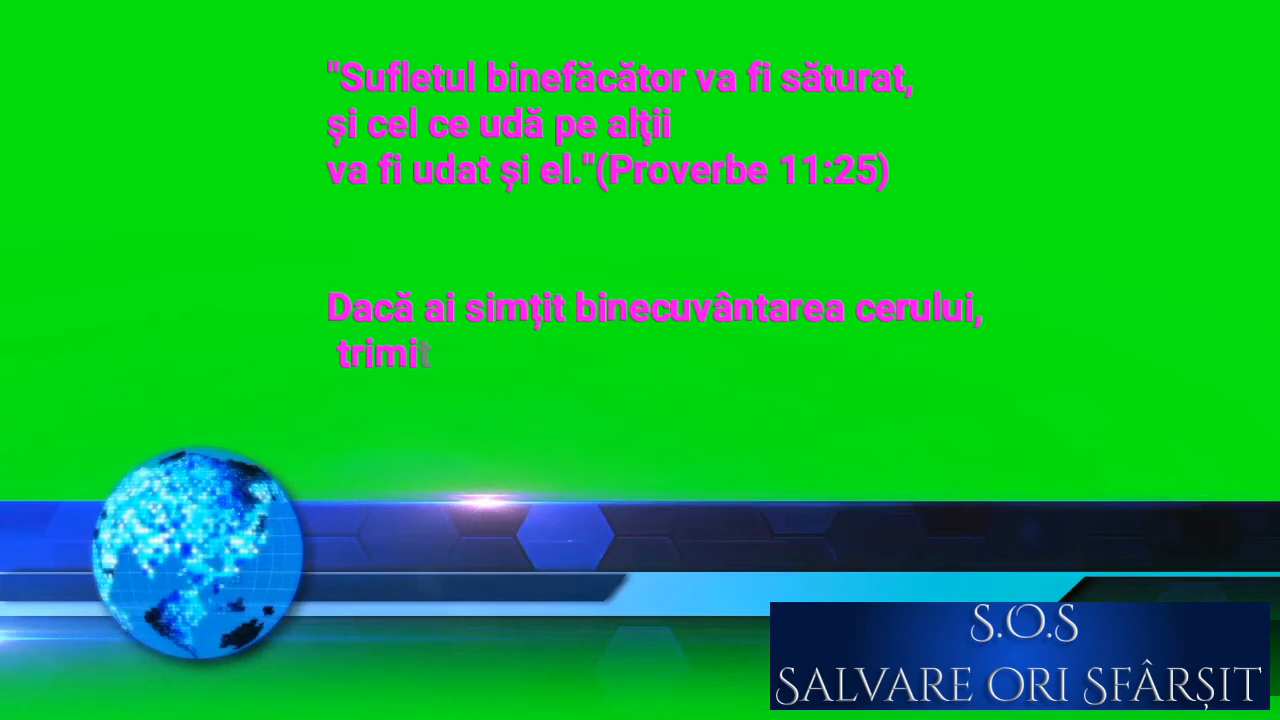 "Sufletul binefăcător va fi săturat,
și cel ce udă pe alţii
va fi udat și el."(Proverbe 11:25)
Dacă ai simțit binecuvântarea cerului,
trimit
S.O.S
SALVARE ORI SFÂRȘIT